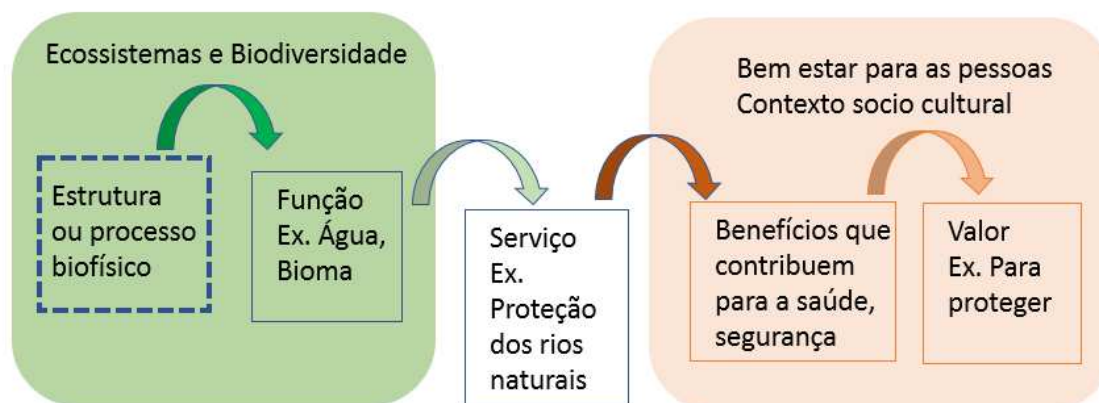 Ecossistemas e Biodiversidade
Estrutura
ou processo
biofísico
Função
Ex. Água,
Bioma
Serviço
Ex.
Proteção
dos rios
naturais
Bem estar para as pessoas
Contexto socio cultural
Benefícios que
contribuem
para a saúde,
segurança
Valor
Ex. Para
proteger